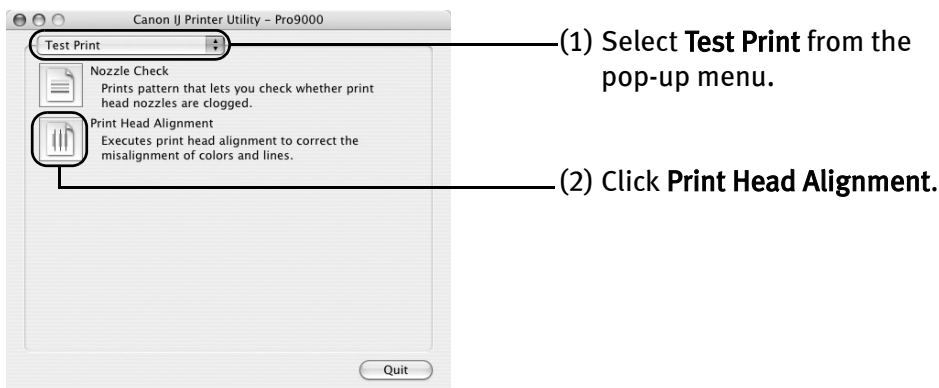 Canon IJ Printer Utility – Pro9000
Test Print
Nozzle Check
Prints pattern that lets you check whether print
head nozzles are clogged.
Print Head Alignment
Executes print head alignment to correct the
misalignment of colors and lines.
Quit
(1) Select Test Print from the
pop-up menu.
(2) Click Print Head Alignment.